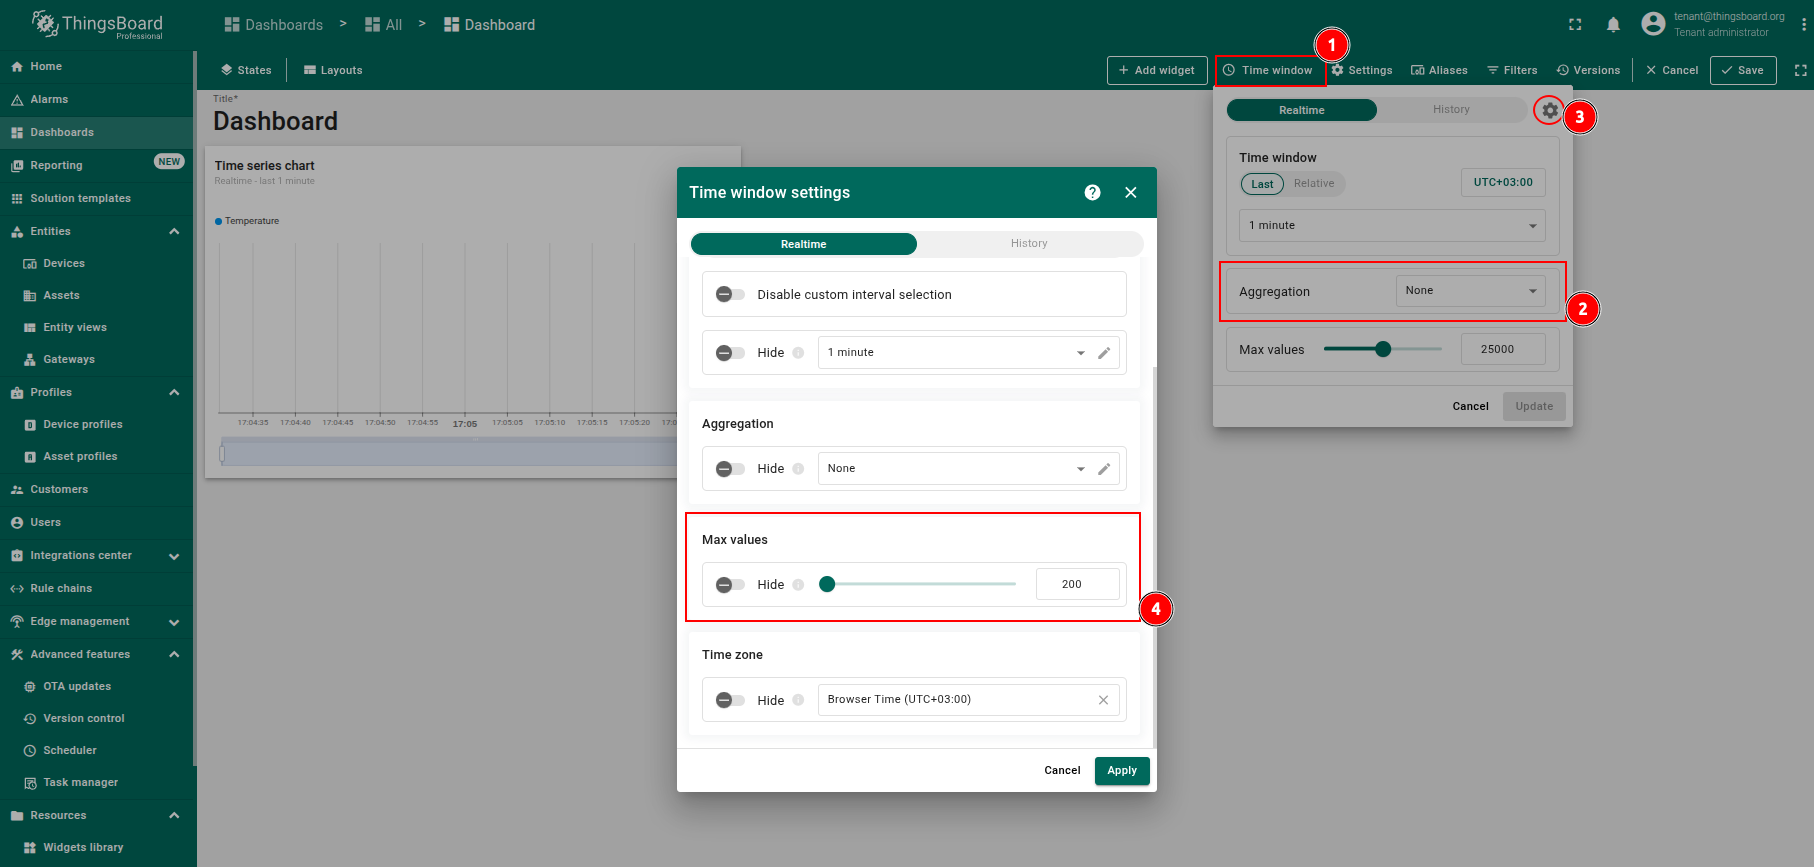 ThingsBoard
Professional
Dashboards > All > Dashboard
tenant@thingsboard.org
Tenant administrator
Home
Alarms
Dashboards
Reporting NEW
Solution templates
Entities
Devices
Assets
Entity views
Gateways
Profiles
Device profiles
Asset profiles
Customers
Users
Integrations center
Rule chains
Edge management
Advanced features
OTA updates
Version control
Scheduler
Task manager
Resources
Widgets library
States Layouts
+ Add widget Time window Settings Aliases Filters Versions Cancel Save
1
Title*
Dashboard
Time series chart
Realtime - last 1 minute
Temperature
17:04:35 17:04:40 17:04:45 17:04:50 17:04:55 17:05 17:05:05 17:05:10 17:05:15 17:05:20 17:0
Time window settings
Realtime History
Disable custom interval selection
Hide 1 minute
Aggregation
Hide None
Max values
Hide 200
4
Time zone
Hide Browser Time (UTC+03:00)
Cancel Apply
Realtime History
3
Time window
Last Relative UTC+03:00
1 minute
Aggregation None
2
Max values 25000
Cancel Update